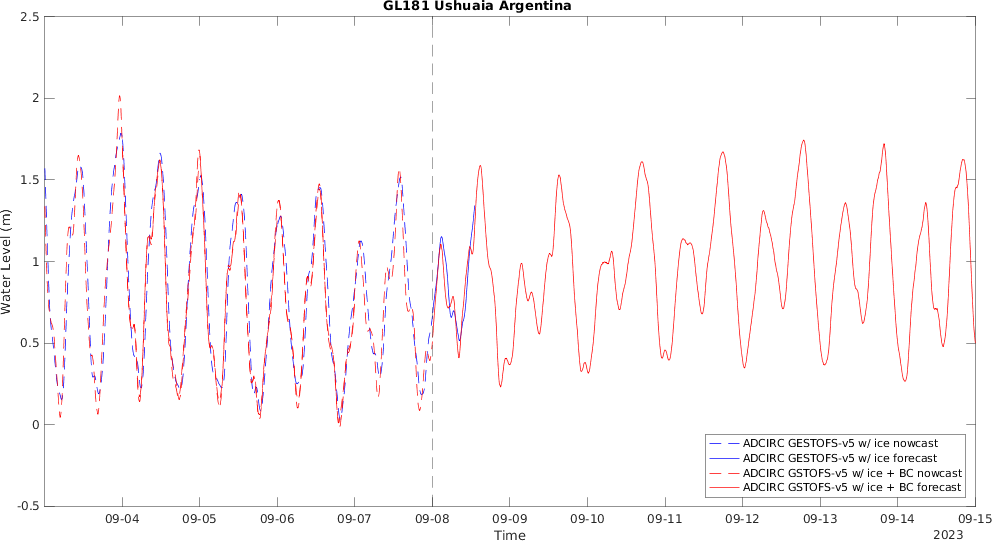 GL181 Ushuaia Argentina
2.5
2
1.5
1
0.5
0
-0.5
Water Level (m)
09-04
09-05
09-06
09-07
09-08
09-09
09-10
09-11
09-12
09-13
09-14
09-15
Time
2023
ADCIRC GESTOFS-v5 w/ ice nowcast
ADCIRC GESTOFS-v5 w/ ice forecast
ADCIRC GSTOFS-v5 w/ ice + BC nowcast
ADCIRC GSTOFS-v5 w/ ice + BC forecast